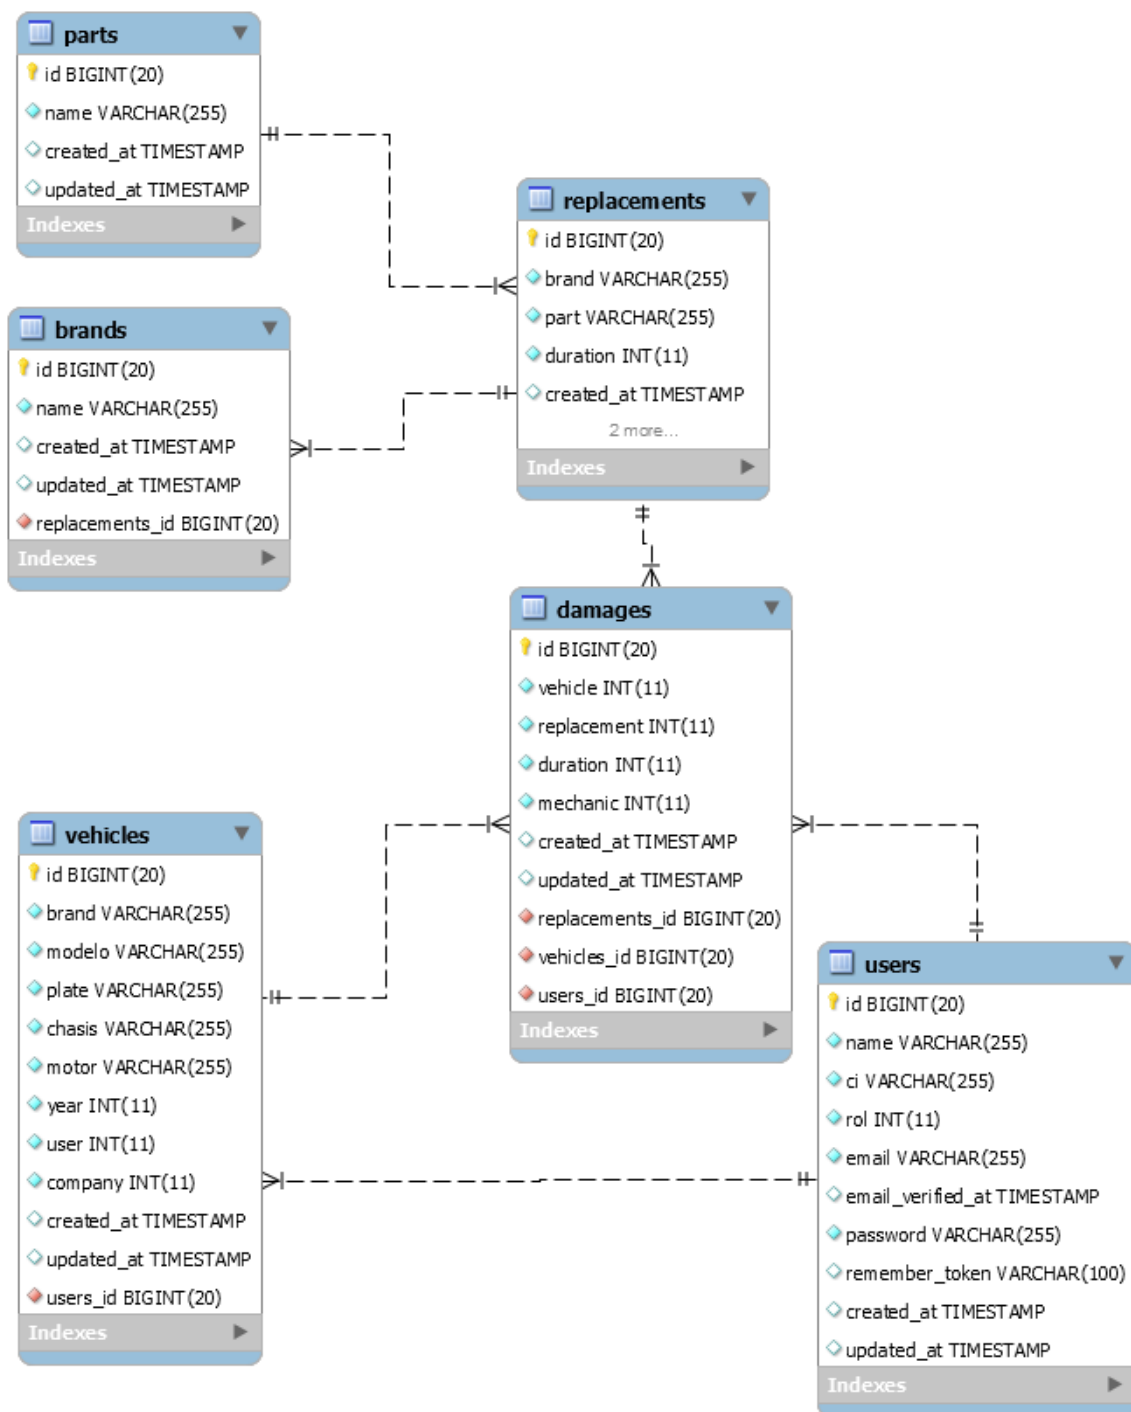 parts
id BIGINT(20)
name VARCHAR(255)
created_at TIMESTAMP
updated_at TIMESTAMP
Indexes
replacements
id BIGINT(20)
brand VARCHAR(255)
part VARCHAR(255)
duration INT(11)
created_at TIMESTAMP
2 more...
Indexes
brands
id BIGINT(20)
name VARCHAR(255)
created_at TIMESTAMP
updated_at TIMESTAMP
replacements_id BIGINT(20)
Indexes
damages
id BIGINT(20)
vehicle INT(11)
replacement INT(11)
duration INT(11)
mechanic INT(11)
created_at TIMESTAMP
updated_at TIMESTAMP
replacements_id BIGINT(20)
vehicles_id BIGINT(20)
users_id BIGINT(20)
Indexes
vehicles
id BIGINT(20)
brand VARCHAR(255)
modelo VARCHAR(255)
plate VARCHAR(255)
chasis VARCHAR(255)
motor VARCHAR(255)
year INT(11)
user INT(11)
company INT(11)
created_at TIMESTAMP
updated_at TIMESTAMP
users_id BIGINT(20)
Indexes
users
id BIGINT(20)
name VARCHAR(255)
ci VARCHAR(255)
rol INT(11)
email VARCHAR(255)
email_verified_at TIMESTAMP
password VARCHAR(255)
remember_token VARCHAR(100)
created_at TIMESTAMP
updated_at TIMESTAMP
Indexes